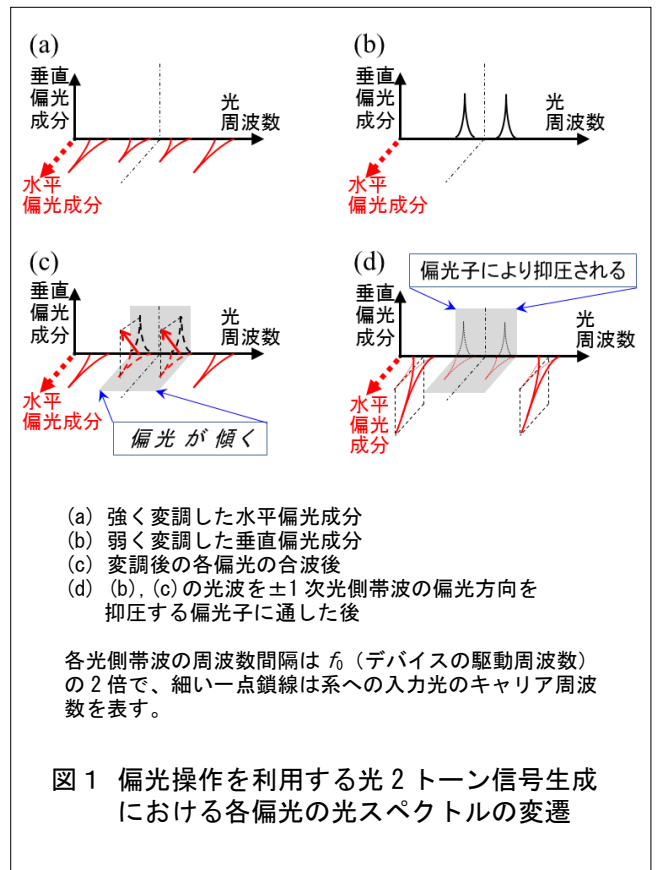 (a)
垂直
偏光
成分
光
周波数
水平
偏光成分
(b)
垂直
偏光
成分
光
周波数
水平
偏光成分
(c)
垂直
偏光
成分
光
周波数
水平
偏光成分
偏光が傾く
(d)
偏光子により抑圧される
垂直
偏光
成分
光
周波数
水平
偏光
成分
(a) 強く変調した水平偏光成分
(b) 弱く変調した垂直偏光成分
(c) 変調後の各偏光の合波後
(d) (b),(c)の光波を±1次光側帯波の偏光方向を
抑圧する偏光子に通した後
各光側帯波の周波数間隔は f₀（デバイスの駆動周波数）
の2倍で、細い一点鎖線は系への入力光のキャリア周波
数を表す。
図1 偏光操作を利用する光2トーン信号生成
における各偏光の光スペクトルの変遷